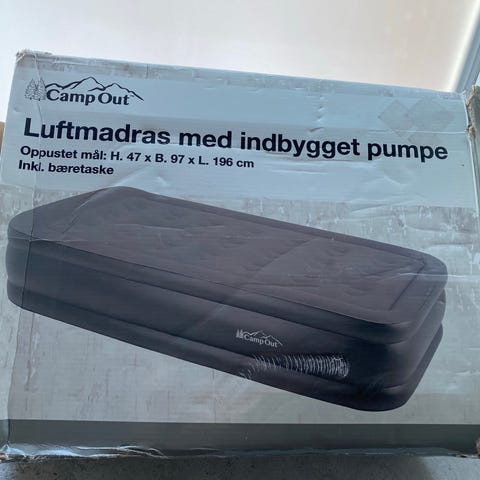 Camp Out
Luftmadras med indbygget pumpe
Oppustet mål: H. 47 x B. 97 x L. 196 cm
Inkl. bæretaske
Camp Out